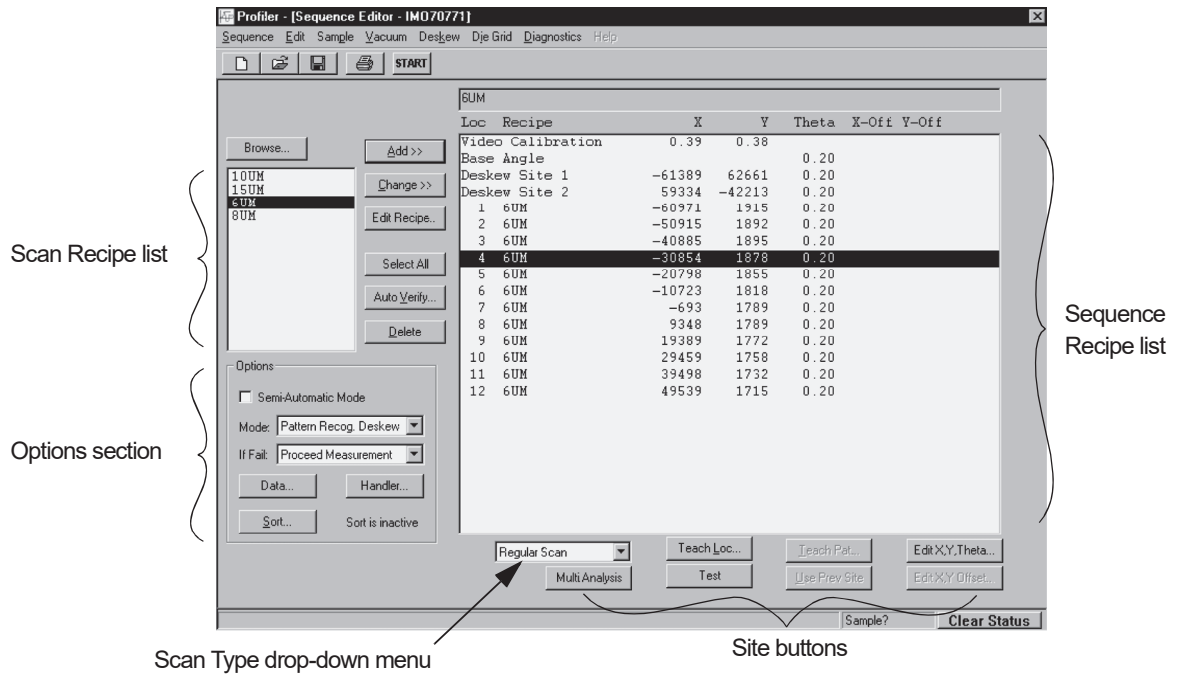 Profiler - [Sequence Editor - IMO70771]
Sequence Edit Sample Vacuum Deskew Dje Grid Diagnostics Help
START
6UM
Loc Recipe X Y Theta X-Off Y-Off
Browse...
Add >>
Change >>
Edit Recipe..
Select All
Auto Verify...
Delete
10UM
15UM
6UM
8UM
Video Calibration 0.39 0.38
Base Angle 0.20
Deskew Site 1 -61389 62661 0.20
Deskew Site 2 59334 -42213 0.20
1 6UM -60971 1915 0.20
2 6UM -50915 1892 0.20
3 6UM -40885 1895 0.20
4 6UM -30854 1878 0.20
5 6UM -20798 1855 0.20
6 6UM -10723 1818 0.20
7 6UM -693 1789 0.20
8 6UM 9348 1789 0.20
9 6UM 19389 1772 0.20
10 6UM 29459 1758 0.20
11 6UM 39498 1732 0.20
12 6UM 49539 1715 0.20
Scan Recipe list
Sequence
Recipe list
Options
Semi-Automatic Mode
Mode: Pattern Recog. Deskew
If Fail: Proceed Measurement
Data... Handler...
Sort... Sort is inactive
Options section
Regular Scan
Teach Loc... Teach Pat... Edit X,Y,Theta...
Multi Analysis Test Use Prev Site Edit X,Y Offset...
Sample? Clear Status
Site buttons
Scan Type drop-down menu